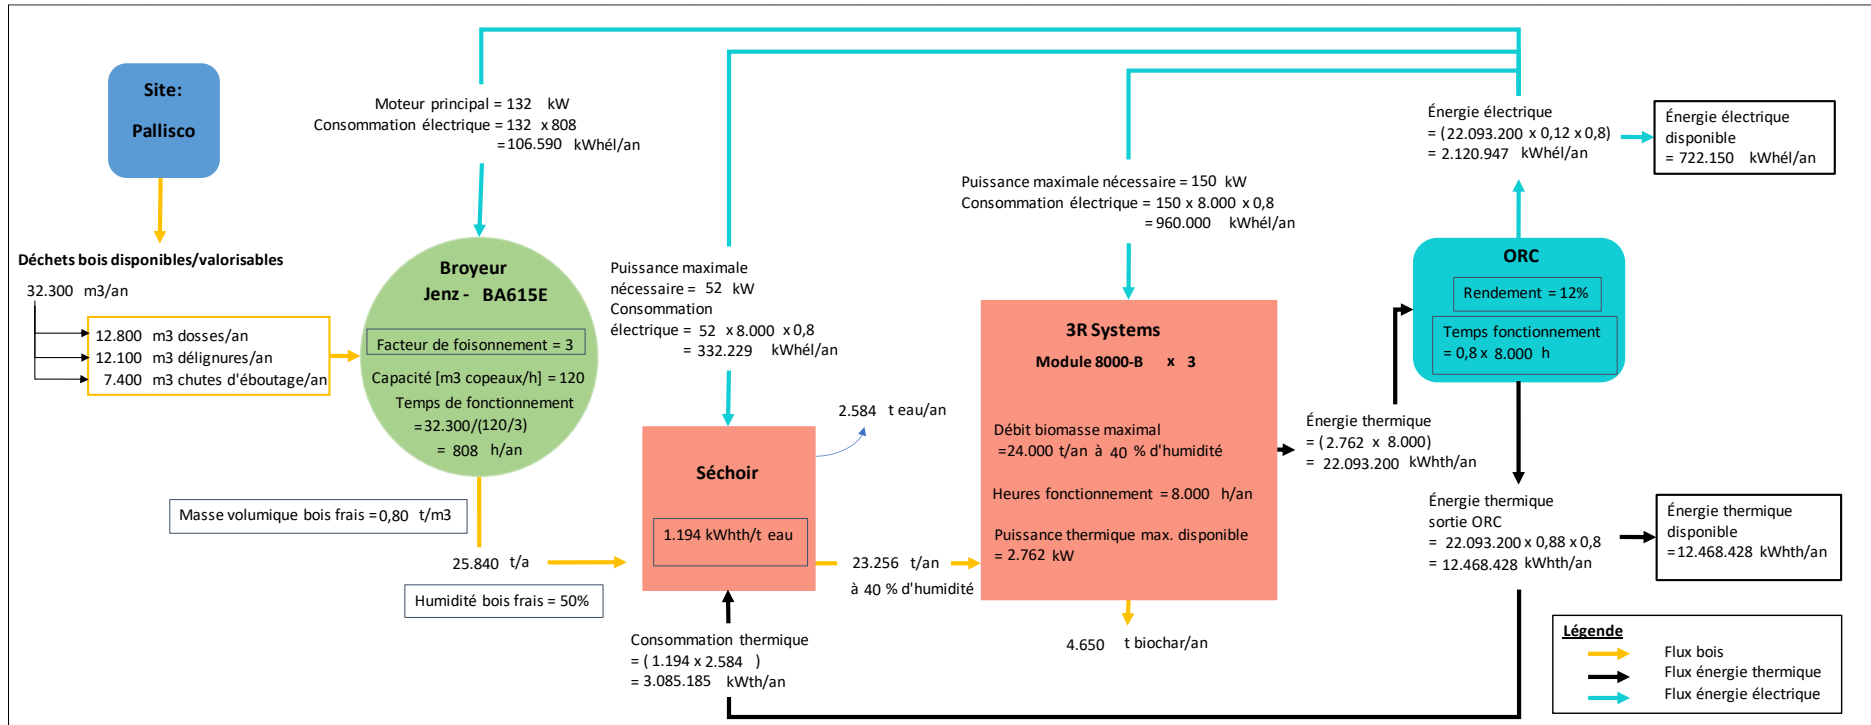 Site:
Pallisco
Déchets bois disponibles/valorisables
32.300 m3/an
12.800 m3 dosses/an
12.100 m3 délignures/an
7.400 m3 chutes d'éboutage/an
Moteur principal = 132 kW
Consommation électrique = 132 x 808
= 106.590 kWhél/an
Broyeur
Jenz - BA615E
Facteur de foisonnement = 3
Capacité [m3 copeaux/h] = 120
Temps de fonctionnement
= 32.300/(120/3)
= 808 h/an
Masse volumique bois frais = 0,80 t/m3
25.840 t/a
Humidité bois frais = 50%
Puissance maximale
nécessaire = 52 kW
Consommation
électrique = 52 x 8.000 x 0,8
= 332.229 kWhél/an
2.584 t eau/an
Séchoir
1.194 kWhth/t eau
Consommation thermique
= ( 1.194 x 2.584 )
= 3.085.185 kWth/an
23.256 t/an
à 40 % d'humidité
Puissance maximale nécessaire = 150 kW
Consommation électrique = 150 x 8.000 x 0,8
= 960.000 kWhél/an
3R Systems
Module 8000-B x 3
Débit biomasse maximal
=24.000 t/an à 40 % d'humidité
Heures fonctionnement = 8.000 h/an
Puissance thermique max. disponible
= 2.762 kW
4.650 t biochar/an
Énergie thermique
= (2.762 x 8.000)
= 22.093.200 kWhth/an
Énergie électrique
= (22.093.200 x 0,12 x 0,8)
= 2.120.947 kWhél/an
Énergie électrique
disponible
= 722.150 kWhél/an
ORC
Rendement = 12%
Temps fonctionnement
= 0,8 x 8.000 h
Énergie thermique
sortie ORC
= 22.093.200 x 0,88 x 0,8
= 12.468.428 kWhth/an
Énergie thermique
disponible
= 12.468.428 kWhth/an
Légende
Flux bois
Flux énergie thermique
Flux énergie électrique